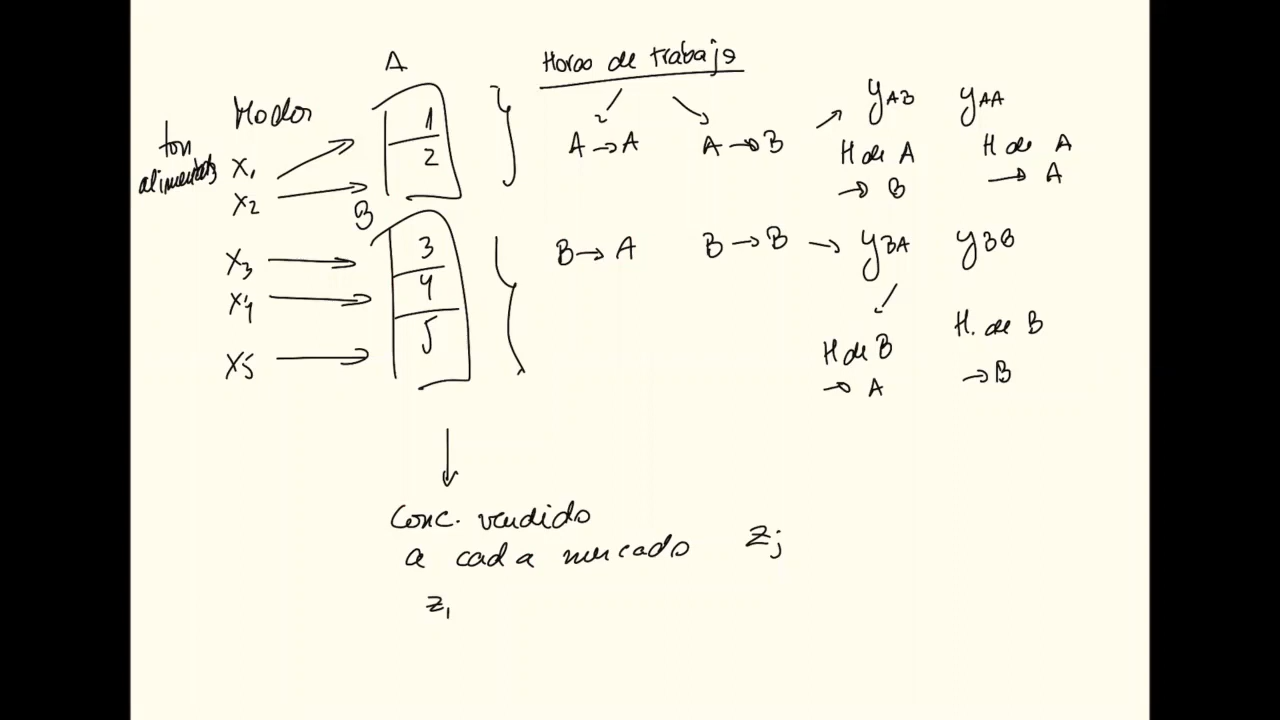 A
Horas de trabajo
Modos
ton
alimentados
x1
x2
1
2
A → A
A → B
yAB
yAA
H de A
→ B
H de A
→ A
B
x3
x4
x5
3
4
5
B → A
B → B →
yBA
yBB
H de B
→ A
H. de B
→ B
Conc. vendido
a cada mercado
zj
z1